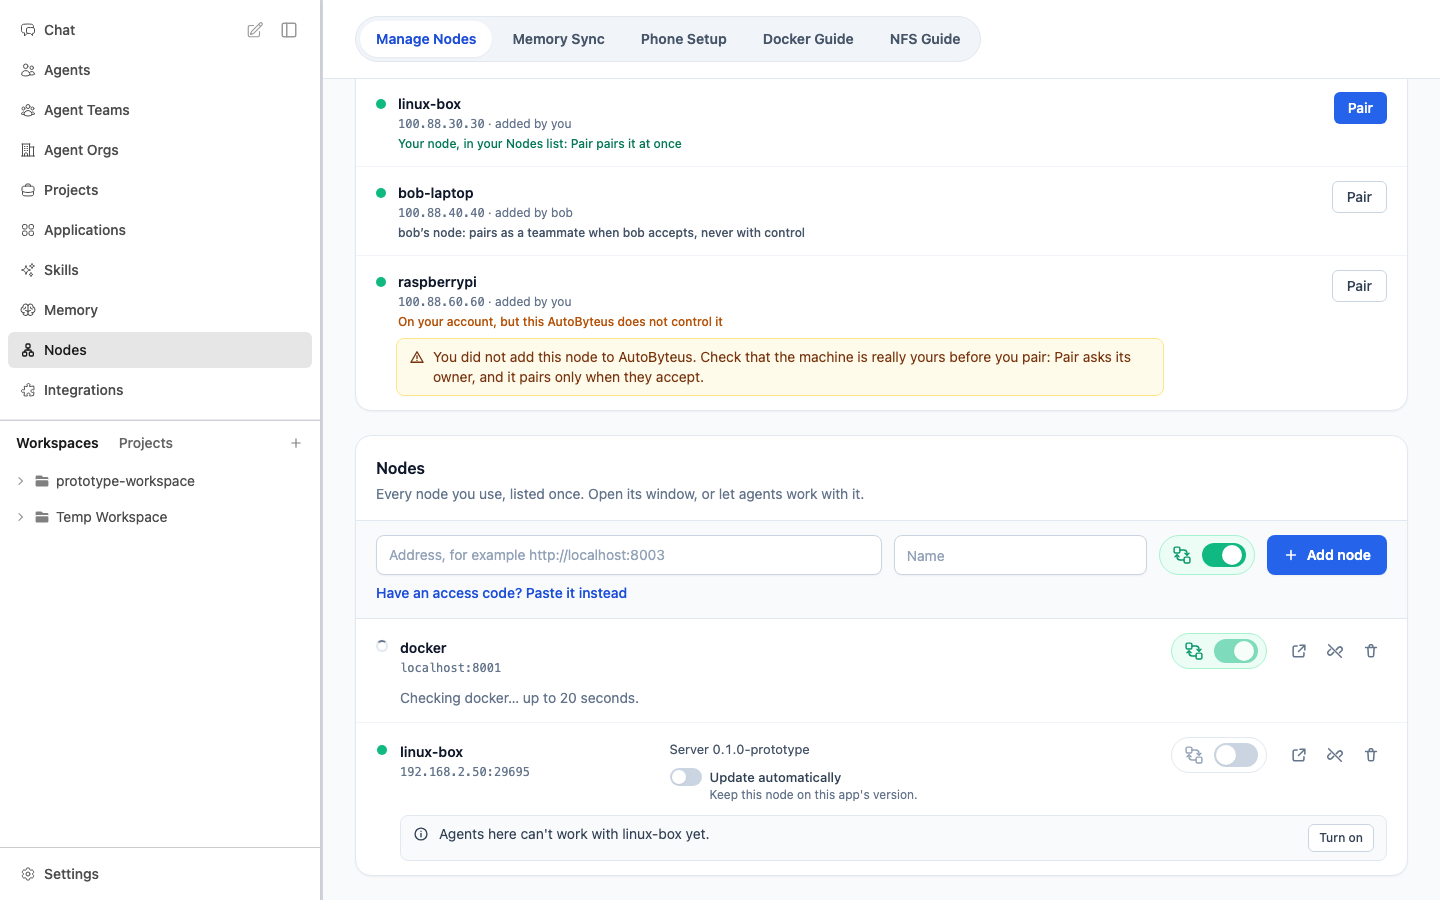 Chat
Agents
Agent Teams
Agent Orgs
Projects
Applications
Skills
Memory
Nodes
Integrations
Workspaces
Projects
prototype-workspace
Temp Workspace
Settings
Manage Nodes
Memory Sync
Phone Setup
Docker Guide
NFS Guide
linux-box
100.88.30.30 · added by you
Your node, in your Nodes list: Pair pairs it at once
Pair
bob-laptop
100.88.40.40 · added by bob
bob’s node: pairs as a teammate when bob accepts, never with control
Pair
raspberrypi
100.88.60.60 · added by you
On your account, but this AutoByteus does not control it
Pair
You did not add this node to AutoByteus. Check that the machine is really yours before you pair: Pair asks its
owner, and it pairs only when they accept.
Nodes
Every node you use, listed once. Open its window, or let agents work with it.
Address, for example http://localhost:8003
Name
Add node
Have an access code? Paste it instead
docker
localhost:8001
Checking docker... up to 20 seconds.
linux-box
192.168.2.50:29695
Server 0.1.0-prototype
Update automatically
Keep this node on this app's version.
Agents here can't work with linux-box yet.
Turn on